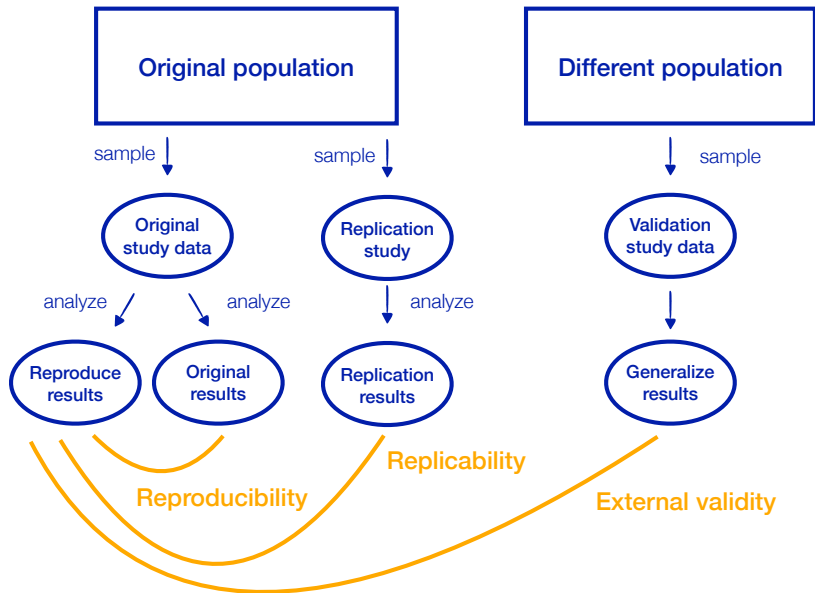 Original population
Different population
sample
sample
sample
Original
study data
Replication
study
Validation
study data
analyze
analyze
analyze
Reproduce
results
Original
results
Replication
results
Generalize
results
Replicability
Reproducibility
External validity